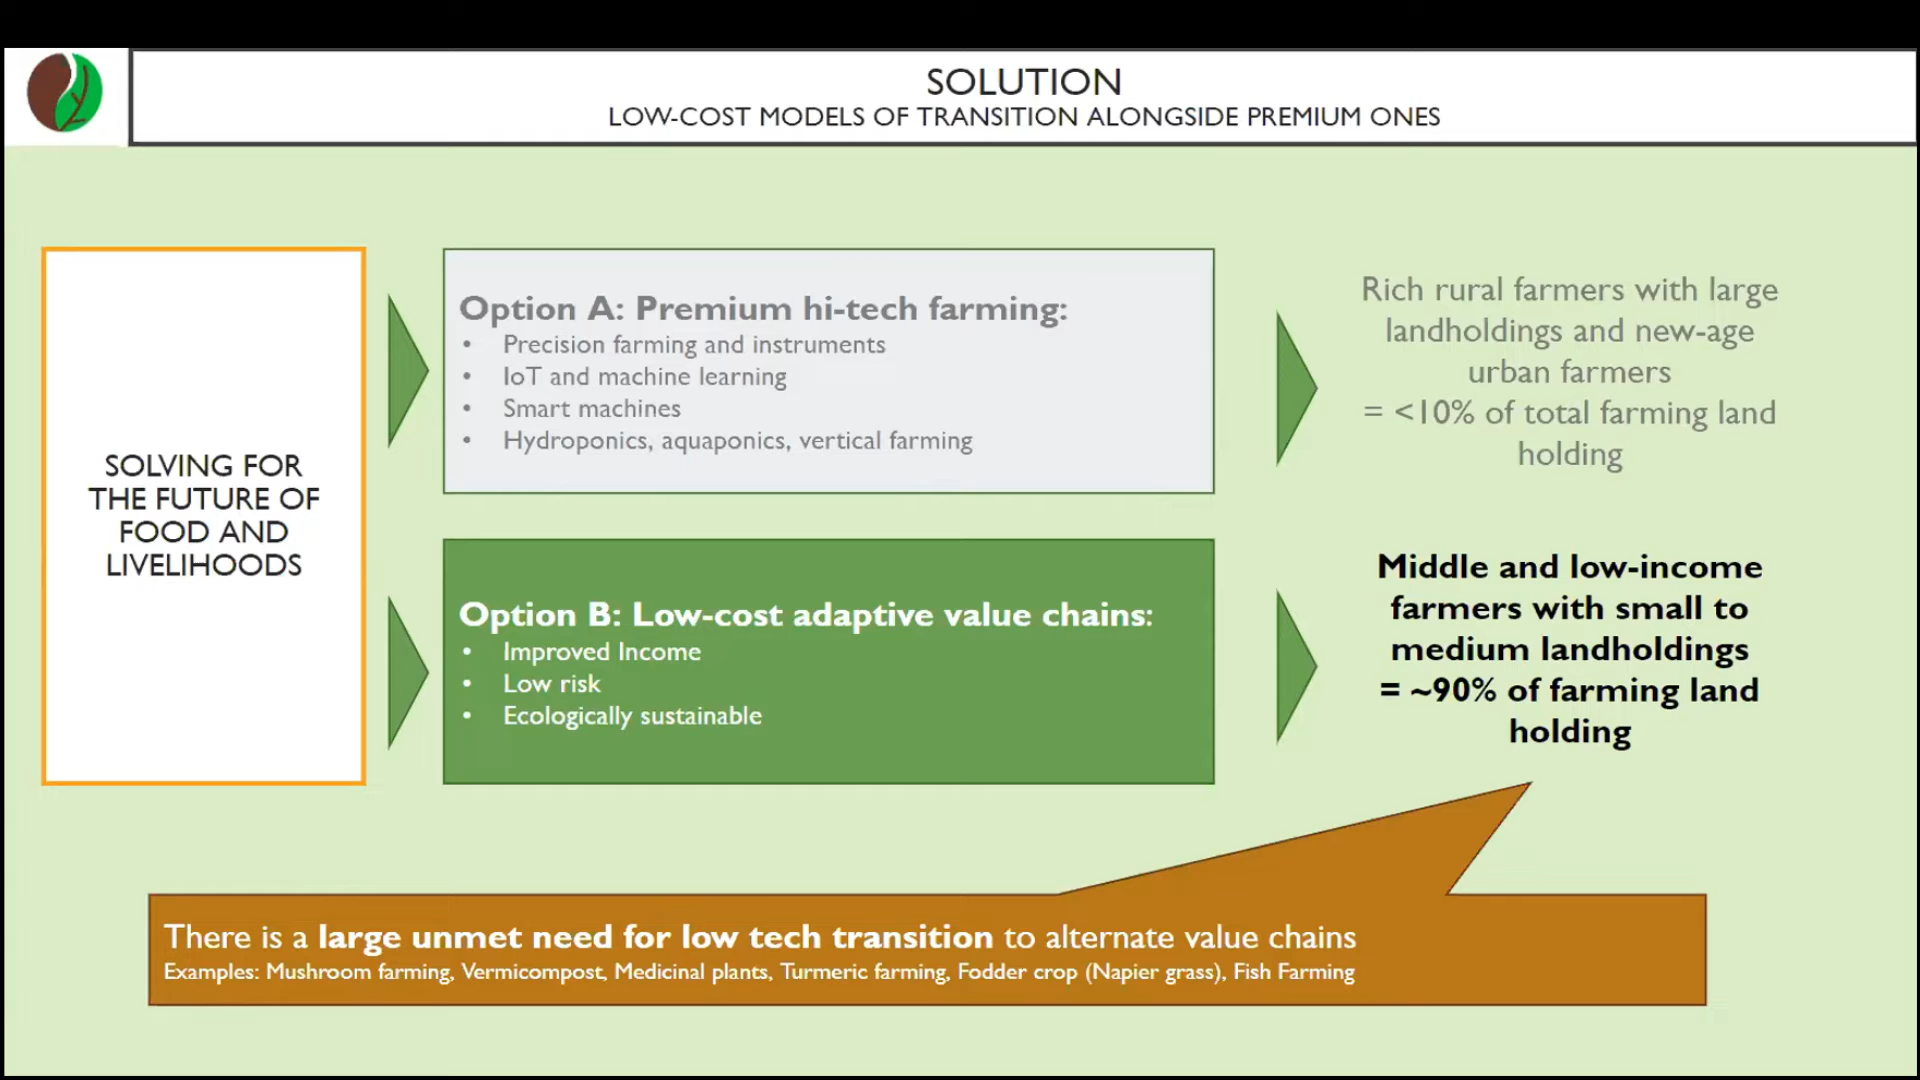 SOLUTION
LOW-COST MODELS OF TRANSITION ALONGSIDE PREMIUM ONES
SOLVING FOR
THE FUTURE OF
FOOD AND
LIVELIHOODS
Option A: Premium hi-tech farming:
• Precision farming and instruments
• IoT and machine learning
• Smart machines
• Hydroponics, aquaponics, vertical farming
Rich rural farmers with large
landholdings and new-age
urban farmers
= <10% of total farming land
holding
Option B: Low-cost adaptive value chains:
• Improved Income
• Low risk
• Ecologically sustainable
Middle and low-income
farmers with small to
medium landholdings
= ~90% of farming land
holding
There is a large unmet need for low tech transition to alternate value chains
Examples: Mushroom farming, Vermicompost, Medicinal plants, Turmeric farming, Fodder crop (Napier grass), Fish Farming